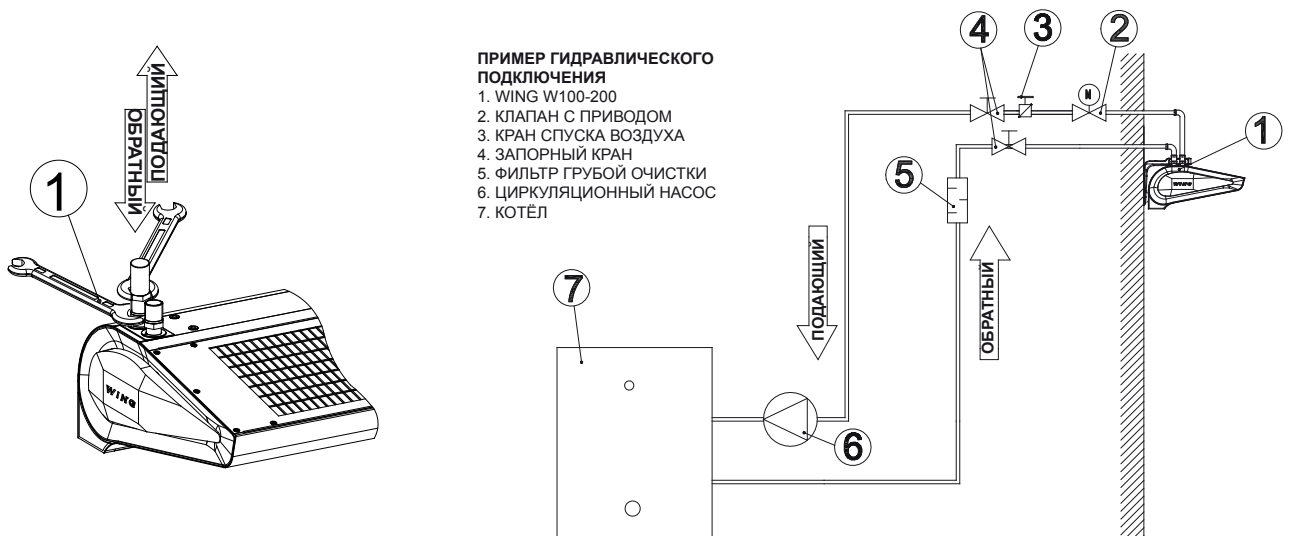 ПОДАЮЩИЙ
ОБРАТНЫЙ
1
WING
ПРИМЕР ГИДРАВЛИЧЕСКОГО
ПОДКЛЮЧЕНИЯ
1. WING W100-200
2. КЛАПАН С ПРИВОДОМ
3. КРАН СПУСКА ВОЗДУХА
4. ЗАПОРНЫЙ КРАН
5. ФИЛЬТР ГРУБОЙ ОЧИСТКИ
6. ЦИРКУЛЯЦИОННЫЙ НАСОС
7. КОТЁЛ
4
3
2
M
1
WING
5
ПОДАЮЩИЙ
ОБРАТНЫЙ
7
6